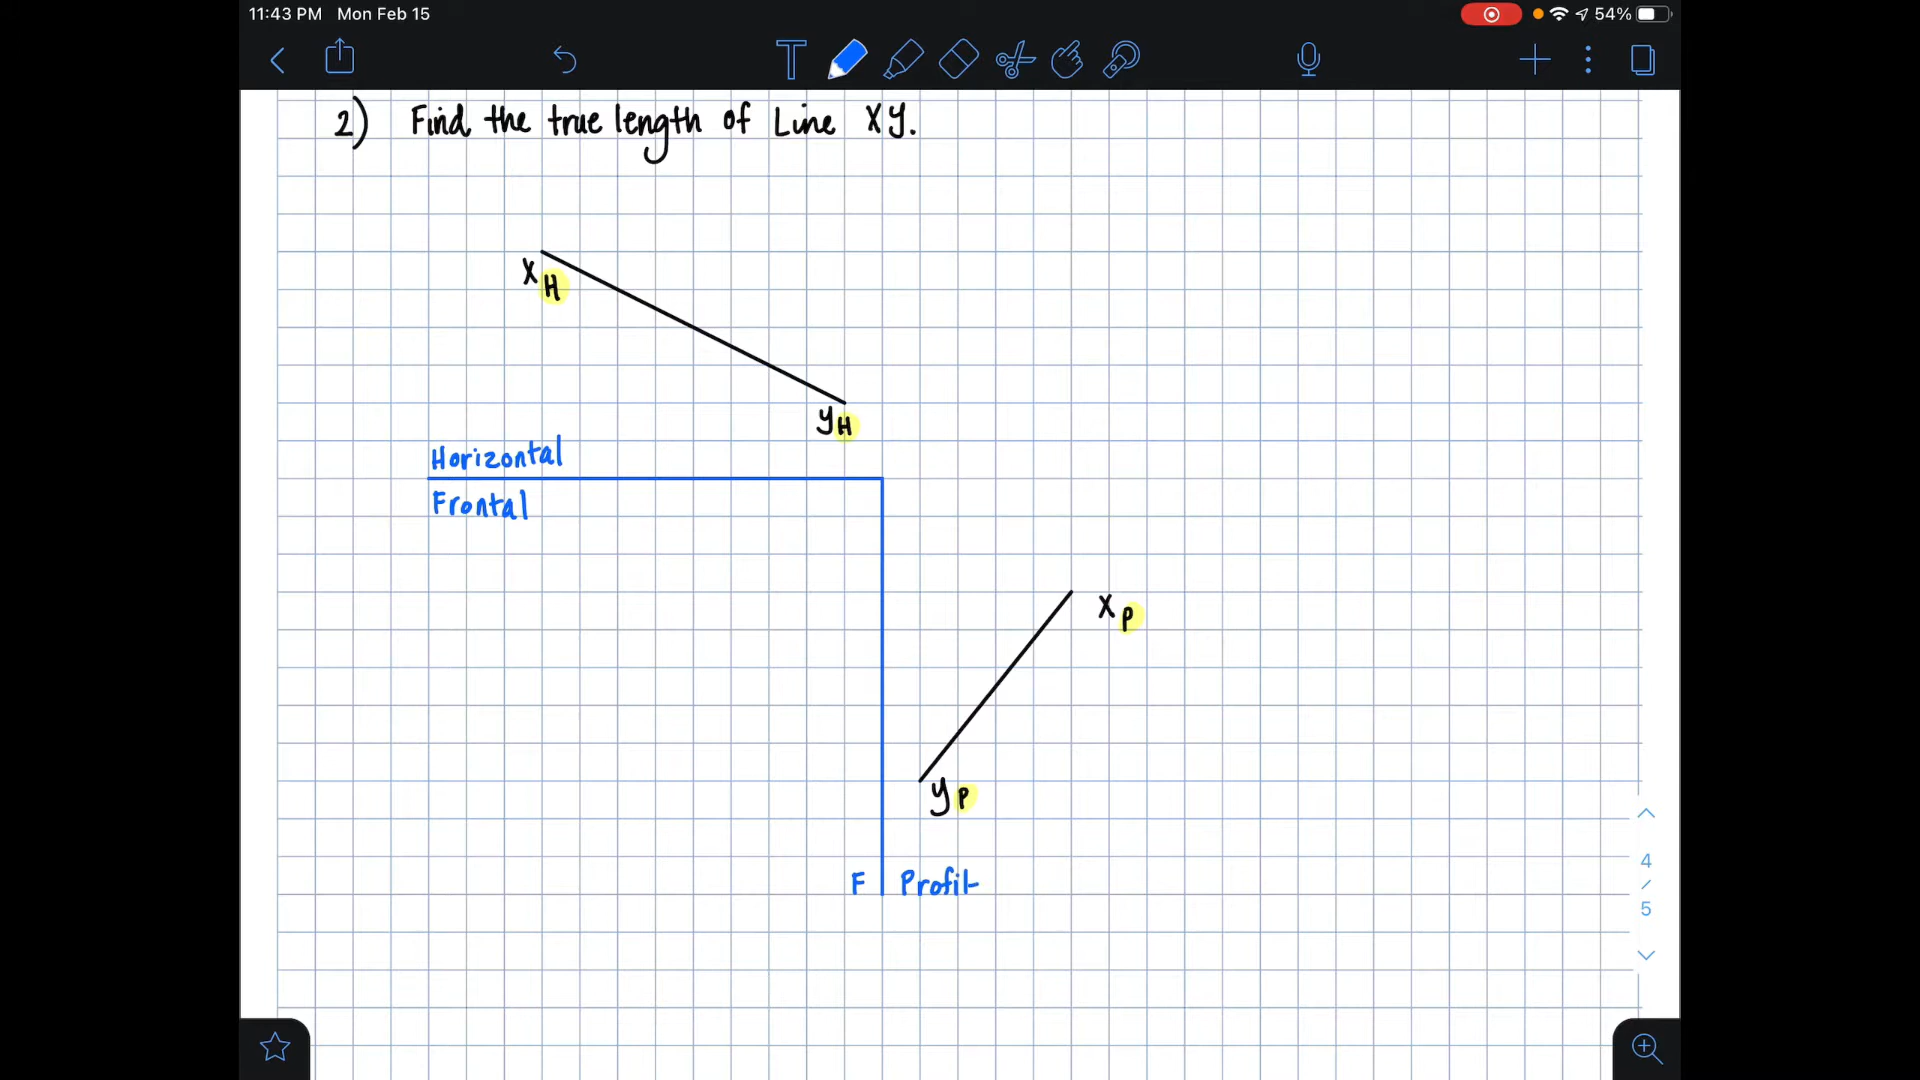 11:43 PM Mon Feb 15 54%
2) Find the true length of Line XY.
XH
YH
Horizontal
Frontal
XP
YP
F Profil
4
/
5